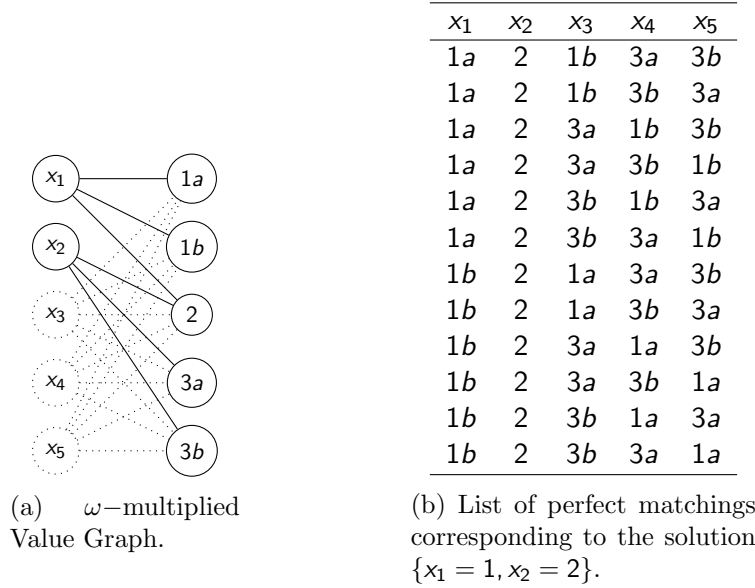 x₁
x₂
x₃
x₄
x₅
1a
1b
2
3a
3b
(a) ω−multiplied
Value Graph.
x₁ x₂ x₃ x₄ x₅
1a 2 1b 3a 3b
1a 2 1b 3b 3a
1a 2 3a 1b 3b
1a 2 3a 3b 1b
1a 2 3b 1b 3a
1a 2 3b 3a 1b
1b 2 1a 3a 3b
1b 2 1a 3b 3a
1b 2 3a 1a 3b
1b 2 3a 3b 1a
1b 2 3b 1a 3a
1b 2 3b 3a 1a
(b) List of perfect matchings
corresponding to the solution
{x₁ = 1, x₂ = 2}.